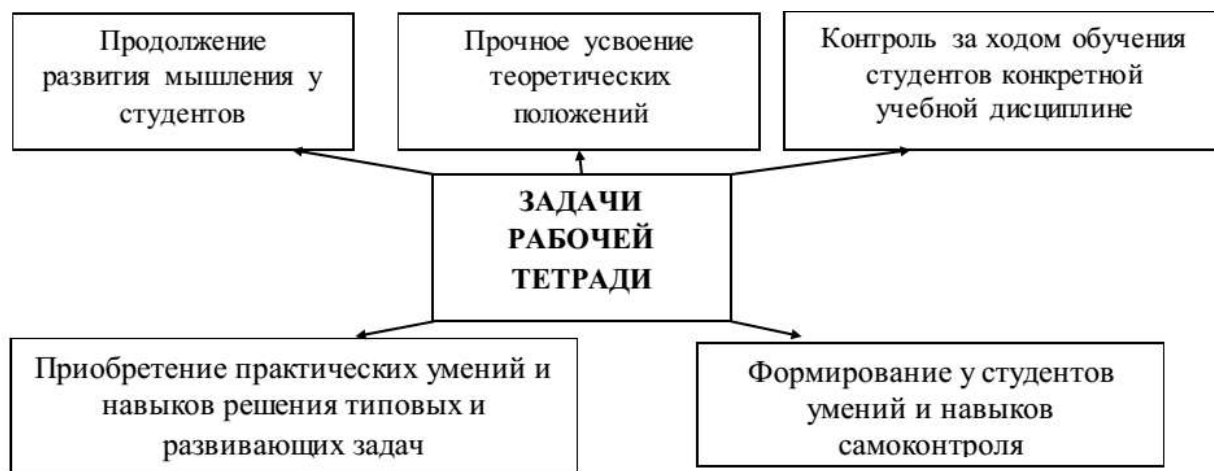 Продолжение
развития мышления у
студентов
Прочное усвоение
теоретических
положений
Контроль за ходом обучения
студентов конкретной
учебной дисциплине
ЗАДАЧИ
РАБОЧЕЙ
ТЕТРАДИ
Приобретение практических умений и
навыков решения типовых и
развивающих задач
Формирование у студентов
умений и навыков
самоконтроля